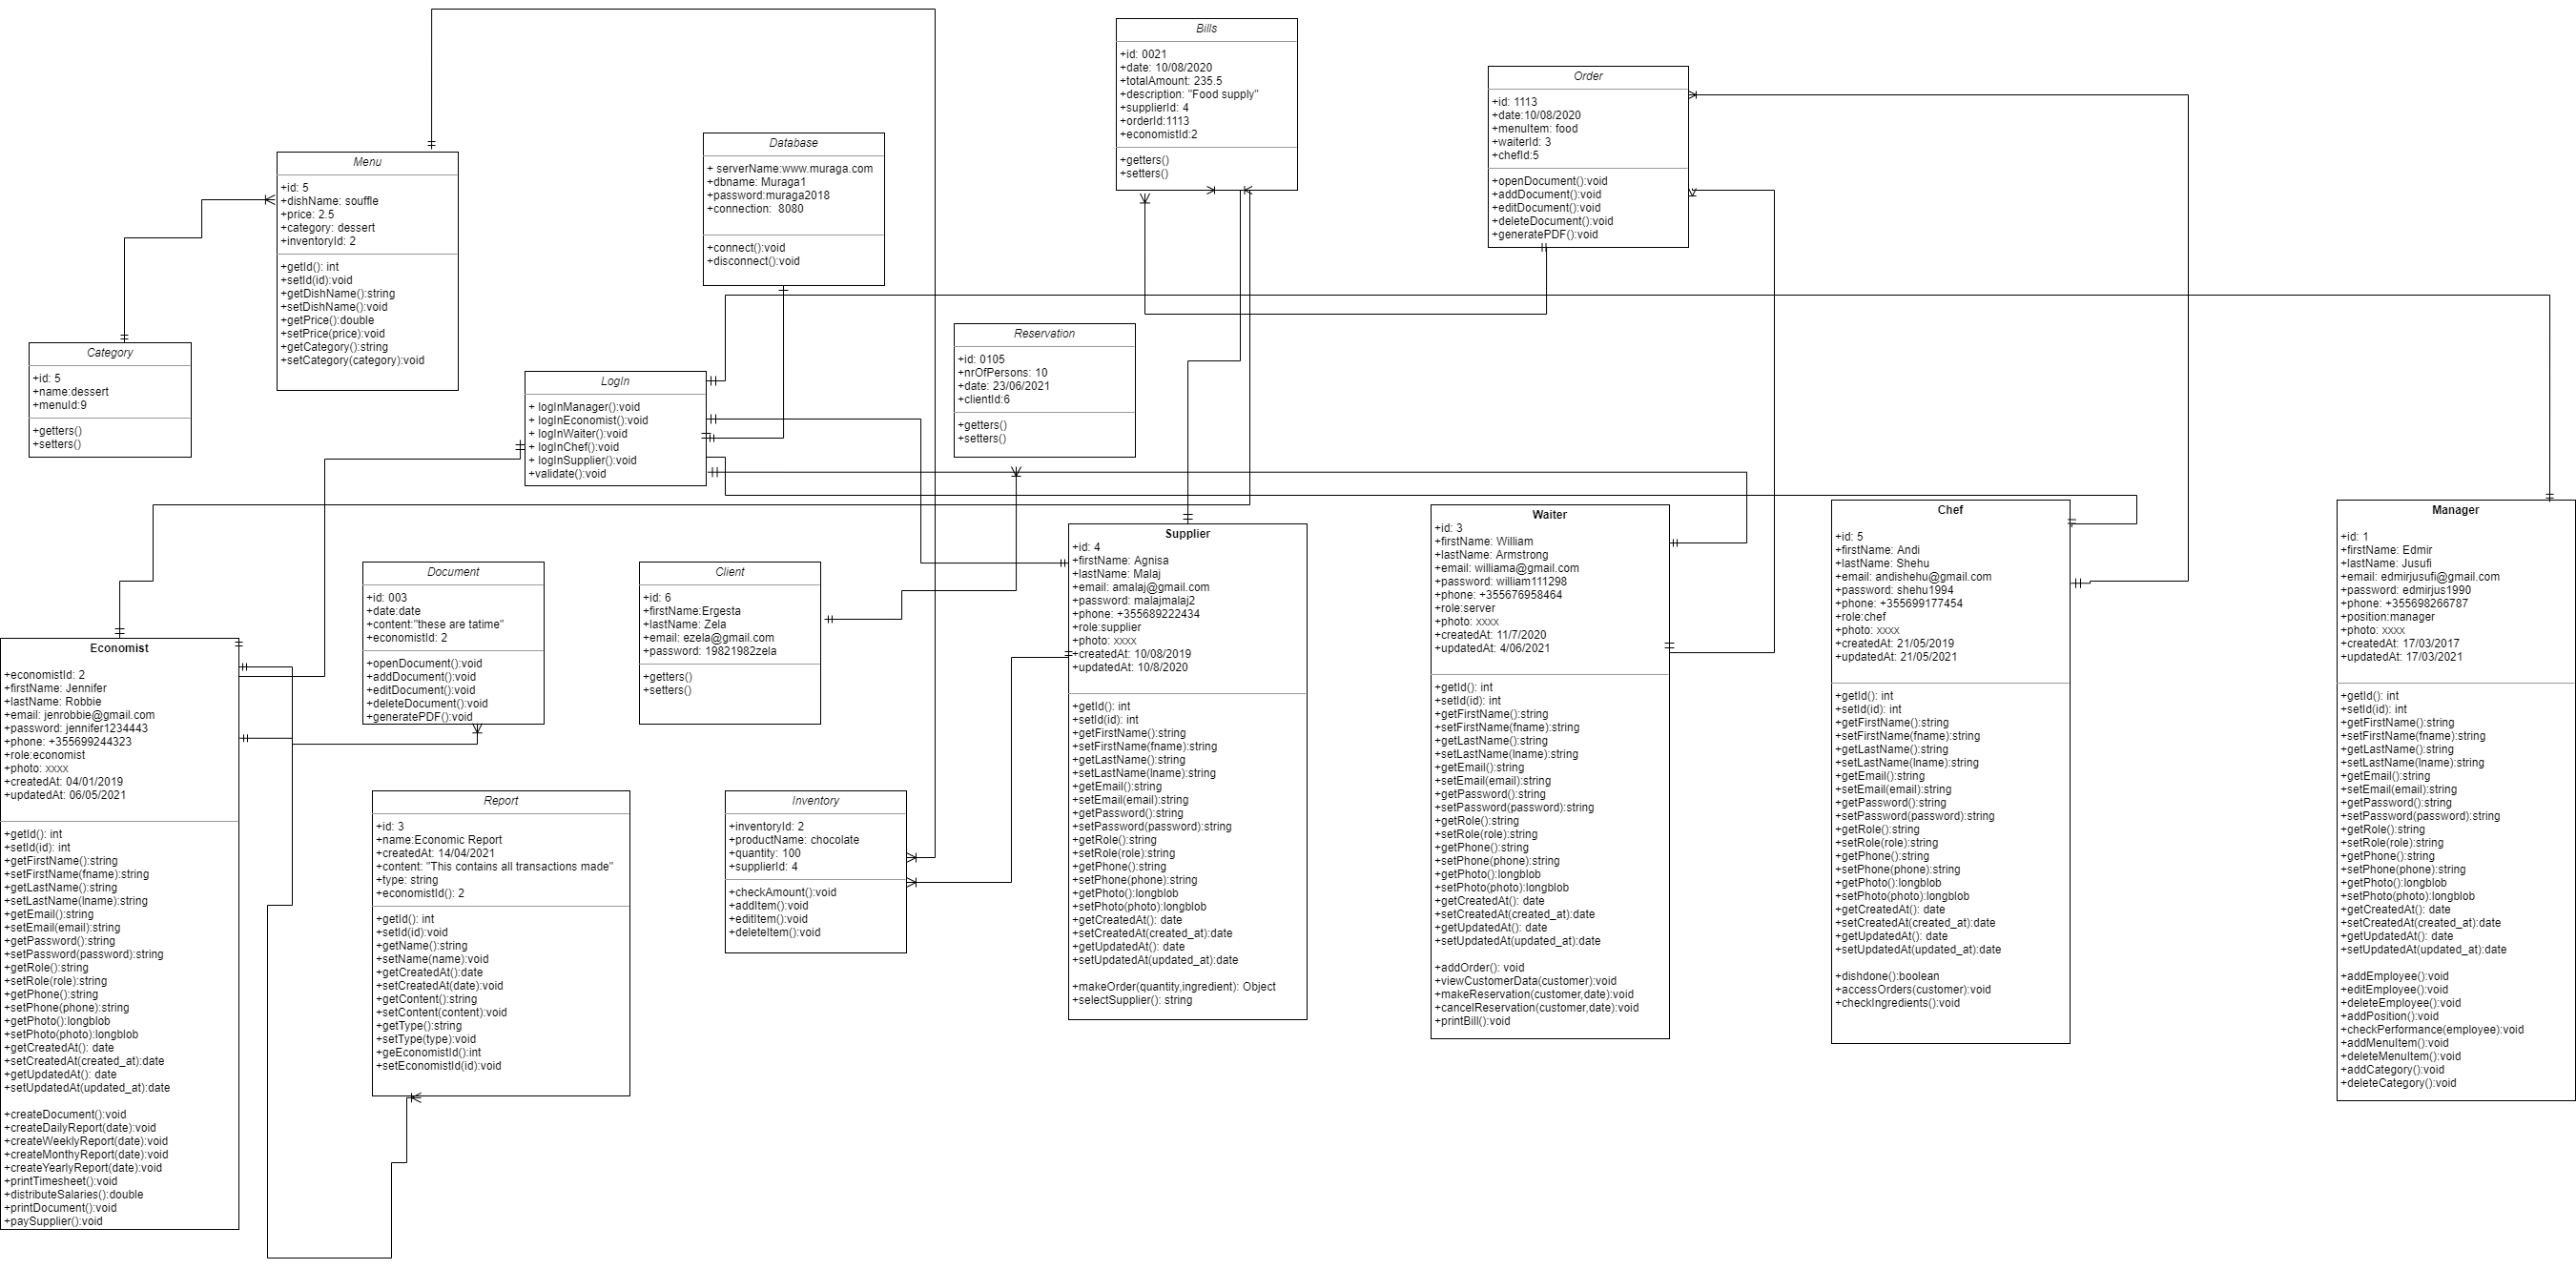 Bills
+id: 0021
+date: 10/08/2020
+totalAmount: 235.5
+description: "Food supply"
+supplierId: 4
+orderId:1113
+economistId:2
+getters()
+setters()
Order
+id: 1113
+date:10/08/2020
+menuItem: food
+waiterId: 3
+chefId:5
+openDocument():void
+addDocument():void
+editDocument():void
+deleteDocument():void
+generatePDF():void
Database
+ serverName:www.muraga.com
+dbname: Muraga1
+password:muraga2018
+connection:  8080
+connect():void
+disconnect():void
Menu
+id: 5
+dishName: souffle
+price: 2.5
+category: dessert
+inventoryId: 2
+getId(): int
+setId(id):void
+getDishName():string
+setDishName():void
+getPrice():double
+setPrice(price):void
+getCategory():string
+setCategory(category):void
Category
+id: 5
+name:dessert
+menuId:9
+getters()
+setters()
LogIn
+ logInManager():void
+ logInEconomist():void
+ logInWaiter():void
+ logInChef():void
+ logInSupplier():void
+validate():void
Reservation
+id: 0105
+nrOfPersons: 10
+date: 23/06/2021
+clientId:6
+getters()
+setters()
Economist
+economistId: 2
+firstName: Jennifer
+lastName: Robbie
+email: jenrobbie@gmail.com
+password: jennifer1234443
+phone: +355699244323
+role:economist
+photo: xxxx
+createdAt: 04/01/2019
+updatedAt: 06/05/2021
+getId(): int
+setId(id): int
+getFirstName():string
+setFirstName(fname):string
+getLastName():string
+setLastName(lname):string
+getEmail():string
+setEmail(email):string
+getPassword():string
+setPassword(password):string
+getRole():string
+setRole(role):string
+getPhone():string
+setPhone(phone):string
+getPhoto():longblob
+setPhoto(photo):longblob
+getCreatedAt(): date
+setCreatedAt(created_at):date
+getUpdatedAt(): date
+setUpdatedAt(updated_at):date
+createDocument():void
+createDailyReport(date):void
+createWeeklyReport(date):void
+createMonthyReport(date):void
+createYearlyReport(date):void
+printTimesheet():void
+distributeSalaries():double
+printDocument():void
+paySupplier():void
Document
+id: 003
+date:date
+content:"these are tatime"
+economistId: 2
+openDocument():void
+addDocument():void
+editDocument():void
+deleteDocument():void
+generatePDF():void
Client
+id: 6
+firstName:Ergesta
+lastName: Zela
+email: ezela@gmail.com
+password: 19821982zela
+getters()
+setters()
Report
+id: 3
+name:Economic Report
+createdAt: 14/04/2021
+content: "This contains all transactions made"
+type: string
+economistId(): 2
+getId(): int
+setId(id):void
+getName():string
+setName(name):void
+getCreatedAt():date
+setCreatedAt(date):void
+getContent():string
+setContent(content):void
+getType():string
+setType(type):void
+geEconomistId():int
+setEconomistId(id):void
Inventory
+inventoryId: 2
+productName: chocolate
+quantity: 100
+supplierId: 4
+checkAmount():void
+addItem():void
+editItem():void
+deleteItem():void
Supplier
+id: 4
+firstName: Agnisa
+lastName: Malaj
+email: amalaj@gmail.com
+password: malajmalaj2
+phone: +355689222434
+role:supplier
+photo: xxxx
+createdAt: 10/08/2019
+updatedAt: 10/8/2020
+getId(): int
+setId(id): int
+getFirstName():string
+setFirstName(fname):string
+getLastName():string
+setLastName(lname):string
+getEmail():string
+setEmail(email):string
+getPassword():string
+setPassword(password):string
+getRole():string
+setRole(role):string
+getPhone():string
+setPhone(phone):string
+getPhoto():longblob
+setPhoto(photo):longblob
+getCreatedAt(): date
+setCreatedAt(created_at):date
+getUpdatedAt(): date
+setUpdatedAt(updated_at):date
+makeOrder(quantity,ingredient): Object
+selectSupplier(): string
Waiter
+id: 3
+firstName: William
+lastName: Armstrong
+email: williama@gmail.com
+password: william111298
+phone: +355676958464
+role:server
+photo: xxxx
+createdAt: 11/7/2020
+updatedAt: 4/06/2021
+getId(): int
+setId(id): int
+getFirstName():string
+setFirstName(fname):string
+getLastName():string
+setLastName(lname):string
+getEmail():string
+setEmail(email):string
+getPassword():string
+setPassword(password):string
+getRole():string
+setRole(role):string
+getPhone():string
+setPhone(phone):string
+getPhoto():longblob
+setPhoto(photo):longblob
+getCreatedAt(): date
+setCreatedAt(created_at):date
+getUpdatedAt(): date
+setUpdatedAt(updated_at):date
+addOrder(): void
+viewCustomerData(customer):void
+makeReservation(customer,date):void
+cancelReservation(customer,date):void
+printBill():void
Chef
+id: 5
+firstName: Andi
+lastName: Shehu
+email: andishehu@gmail.com
+password: shehu1994
+phone: +355699177454
+role:chef
+photo: xxxx
+createdAt: 21/05/2019
+updatedAt: 21/05/2021
+getId(): int
+setId(id): int
+getFirstName():string
+setFirstName(fname):string
+getLastName():string
+setLastName(lname):string
+getEmail():string
+setEmail(email):string
+getPassword():string
+setPassword(password):string
+getRole():string
+setRole(role):string
+getPhone():string
+setPhone(phone):string
+getPhoto():longblob
+setPhoto(photo):longblob
+getCreatedAt(): date
+setCreatedAt(created_at):date
+getUpdatedAt(): date
+setUpdatedAt(updated_at):date
+dishdone():boolean
+accessOrders(customer):void
+checkIngredients():void
Manager
+id: 1
+firstName: Edmir
+lastName: Jusufi
+email: edmirjusufi@gmail.com
+password: edmirjus1990
+phone: +355698266787
+position:manager
+photo: xxxx
+createdAt: 17/03/2017
+updatedAt: 17/03/2021
+getId(): int
+setId(id): int
+getFirstName():string
+setFirstName(fname):string
+getLastName():string
+setLastName(lname):string
+getEmail():string
+setEmail(email):string
+getPassword():string
+setPassword(password):string
+getRole():string
+setRole(role):string
+getPhone():string
+setPhone(phone):string
+getPhoto():longblob
+setPhoto(photo):longblob
+getCreatedAt(): date
+setCreatedAt(created_at):date
+getUpdatedAt(): date
+setUpdatedAt(updated_at):date
+addEmployee():void
+editEmployee():void
+deleteEmployee():void
+addPosition():void
+checkPerformance(employee):void
+addMenuItem():void
+deleteMenuItem():void
+addCategory():void
+deleteCategory():void